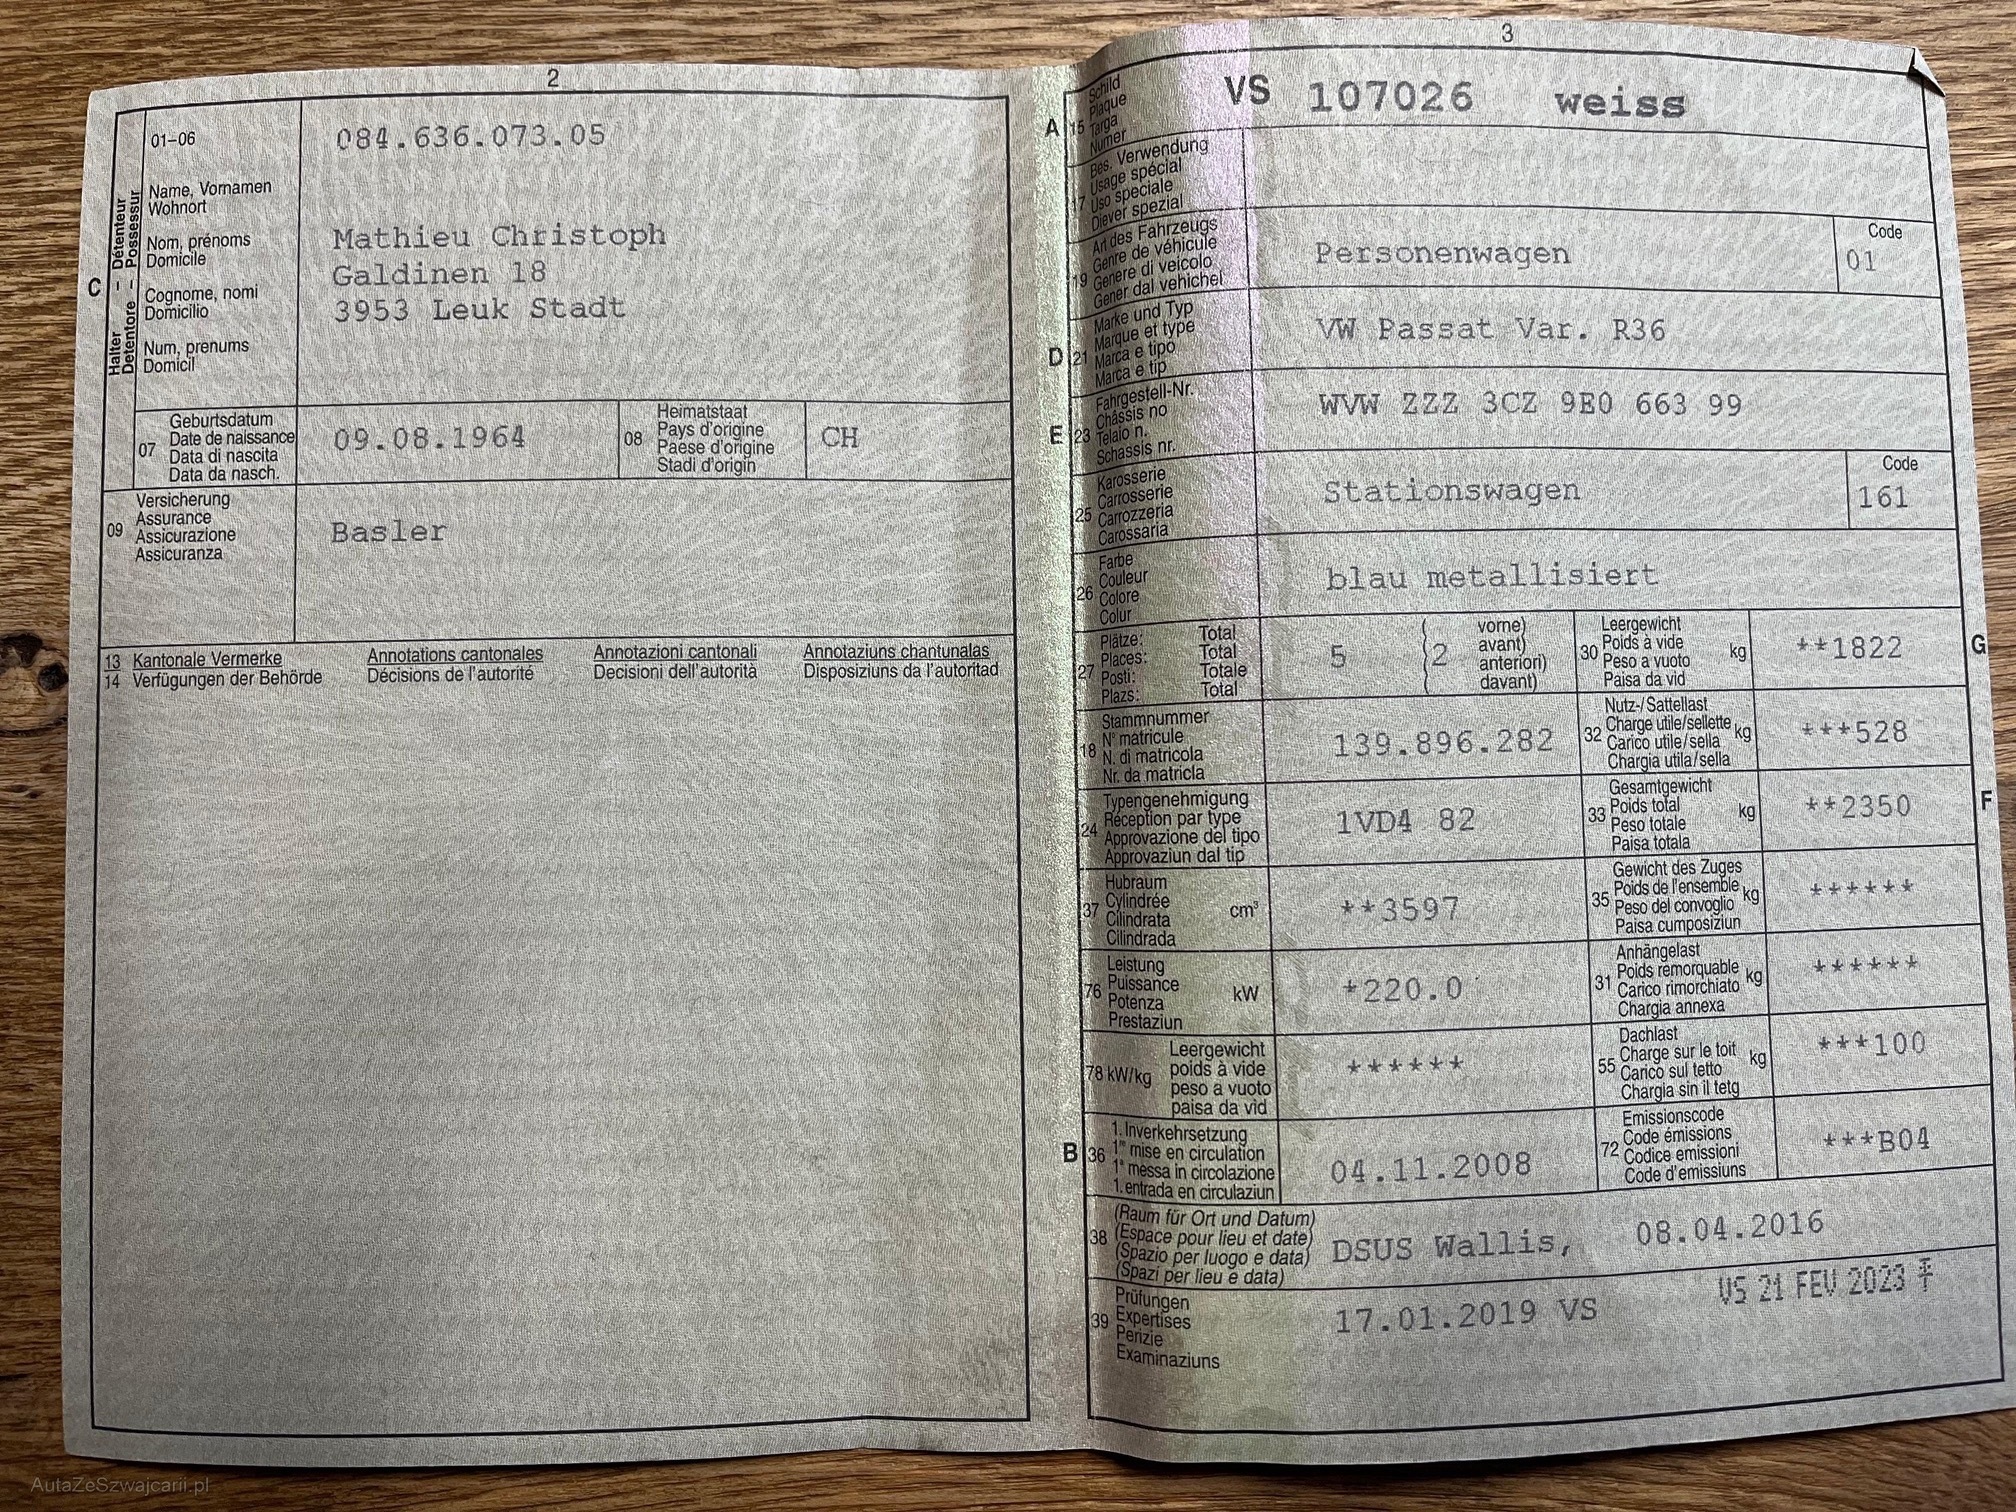 2
01-06
084.636.073.05
Halter - Détenteur
Detentore - Possessur
C
Name, Vornamen
Wohnort
Nom, prénoms
Domicile
Cognome, nomi
Domicilio
Num, prenums
Domicil
Mathieu Christoph
Galdinen 18
3953 Leuk Stadt
07
Geburtsdatum
Date de naissance
Data di nascita
Data da nasch.
09.08.1964
08
Heimatstaat
Pays d'origine
Paese d'origine
Stadi d'origin
CH
09
Versicherung
Assurance
Assicurazione
Assicuranza
Basler
13 Kantonale Vermerke Annotations cantonales Annotazioni cantonali Annotaziuns chantunalas
14 Verfügungen der Behörde Décisions de l'autorité Decisioni dell'autorità Disposiziuns da l'autoritad
3
A
15
Schild
Plaque
Targa
Numer
VS 107026 weiss
17
Bes. Verwendung
Usage spécial
Uso speciale
Diever spezial
19
Art des Fahrzeugs
Genre de véhicule
Genere di veicolo
Gener dal vehichel
Personenwagen
Code
01
D
21
Marke und Typ
Marque et type
Marca e tipo
Marca e tip
VW Passat Var. R36
E
23
Fahrgestell-Nr.
Châssis no
Telaio n.
Schassis nr.
WVW ZZZ 3CZ 9E0 663 99
25
Karosserie
Carrosserie
Carrozzeria
Carossaria
Stationswagen
Code
161
26
Farbe
Couleur
Colore
Colur
blau metallisiert
27
Plätze: Total
Places: Total
Posti: Totale
Plazs: Total
5
(2
vorne)
avant)
anteriori)
davant)
30
Leergewicht
Poids à vide
Peso a vuoto
Paisa da vid
kg
**1822
G
18
Stammnummer
N° matricule
N. di matricola
Nr. da matricla
139.896.282
32
Nutz-/Sattellast
Charge utile/sellette
Carico utile/sella
Chargia utila/sella
kg
***528
24
Typengenehmigung
Réception par type
Approvazione del tipo
Approvaziun dal tip
1VD4 82
33
Gesamtgewicht
Poids total
Peso totale
Paisa totala
kg
**2350
F
37
Hubraum
Cylindrée
Cilindrata
Cilindrada
cm³
**3597
35
Gewicht des Zuges
Poids de l'ensemble
Peso del convoglio
Paisa cumposiziun
kg
******
76
Leistung
Puissance
Potenza
Prestaziun
kW
*220.0
31
Anhängelast
Poids remorquable
Carico rimorchiato
Chargia annexa
kg
******
78 kW/kg
Leergewicht
poids à vide
peso a vuoto
paisa da vid
******
55
Dachlast
Charge sur le toit
Carico sul tetto
Chargia sin il tetg
kg
***100
B
36
1. Inverkehrsetzung
1re mise en circulation
1a messa in circolazione
1. entrada en circulaziun
04.11.2008
72
Emissionscode
Code émissions
Codice emissioni
Code d'emissiuns
***B04
38
(Raum für Ort und Datum)
(Espace pour lieu et date)
(Spazio per luogo e data)
(Spazi per lieu e data)
DSUS Wallis, 08.04.2016
39
Prüfungen
Expertises
Perizie
Examinaziuns
17.01.2019 VS
VS 21 FEV 2023
AutaZeSzwajcarii.pl